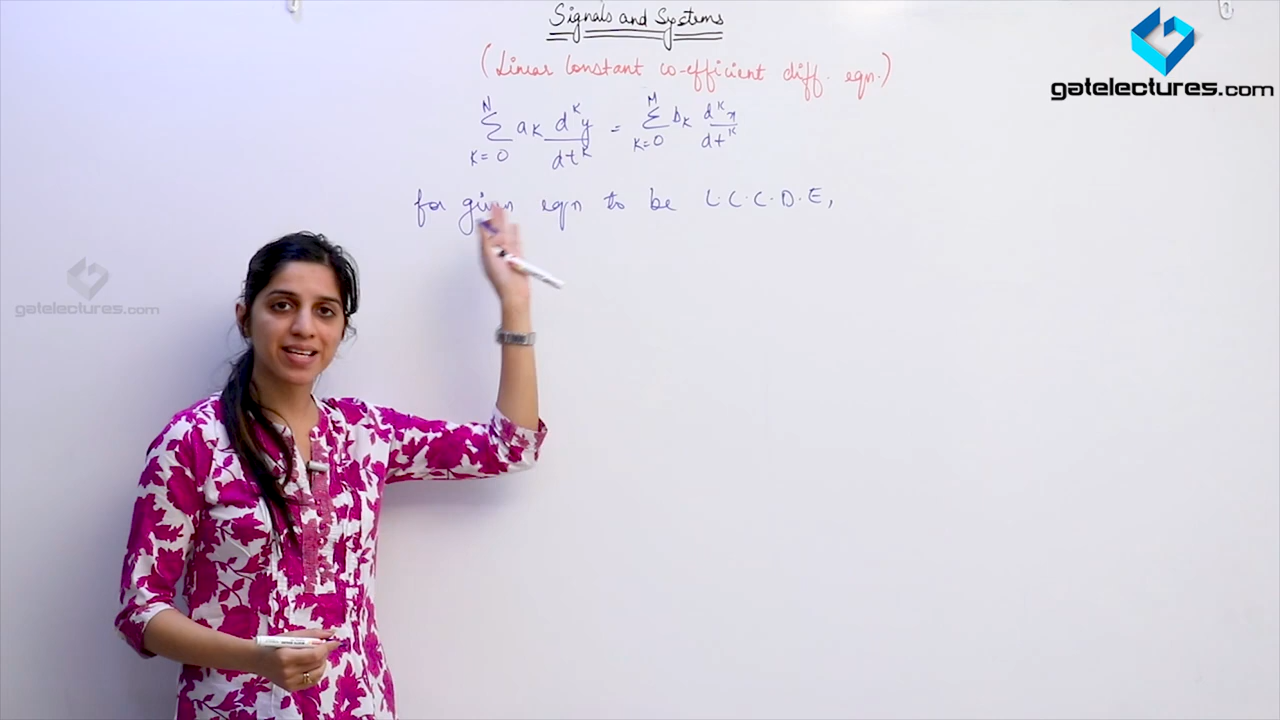 Signals and Systems
(Linear Constant co-efficient diff. eqn.)
N Σ K=0 aK d^K y / dt^K = M Σ K=0 bK d^K x / dt^K
for given eqn to be L.C.C.D.E,
gatelectures.com
gatelectures.com